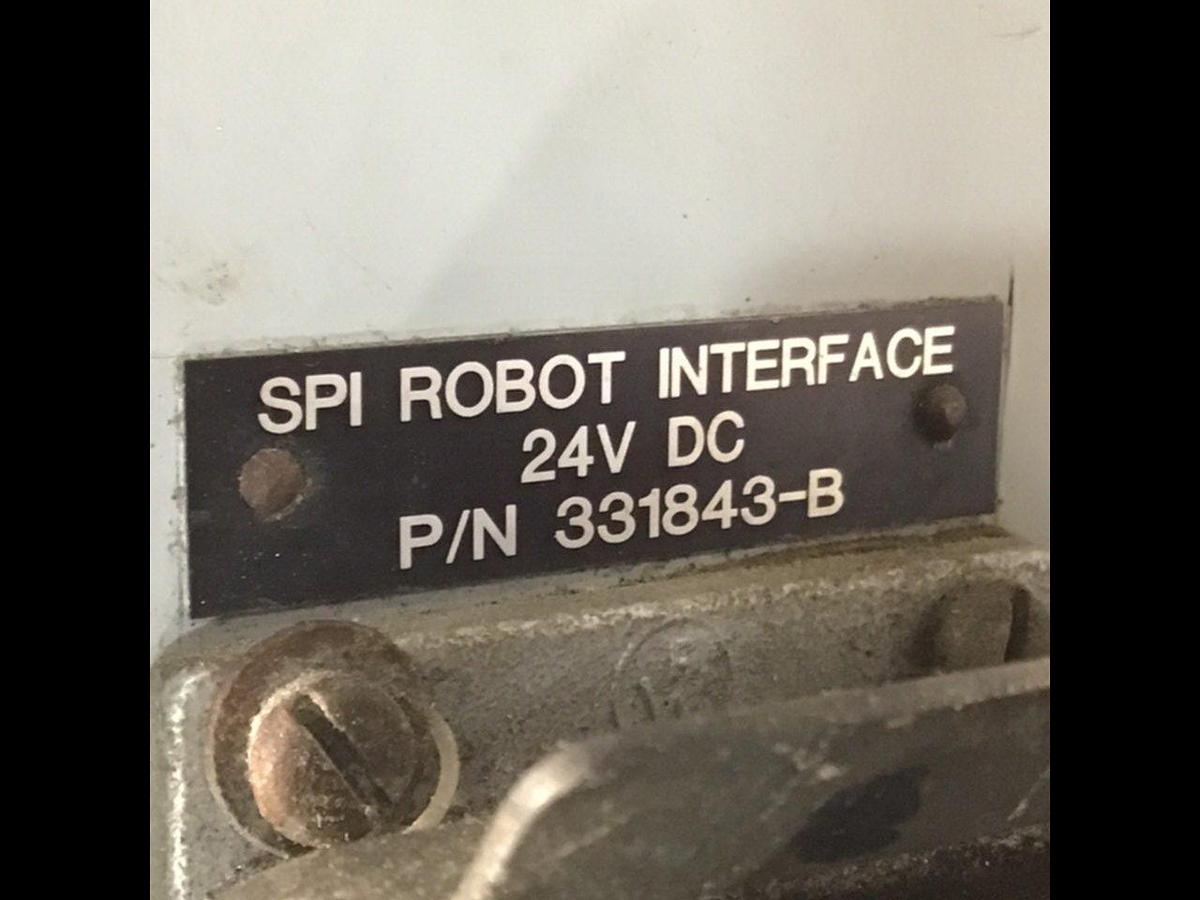 SPI ROBOT INTERFACE
24V DC
P/N 331843-B